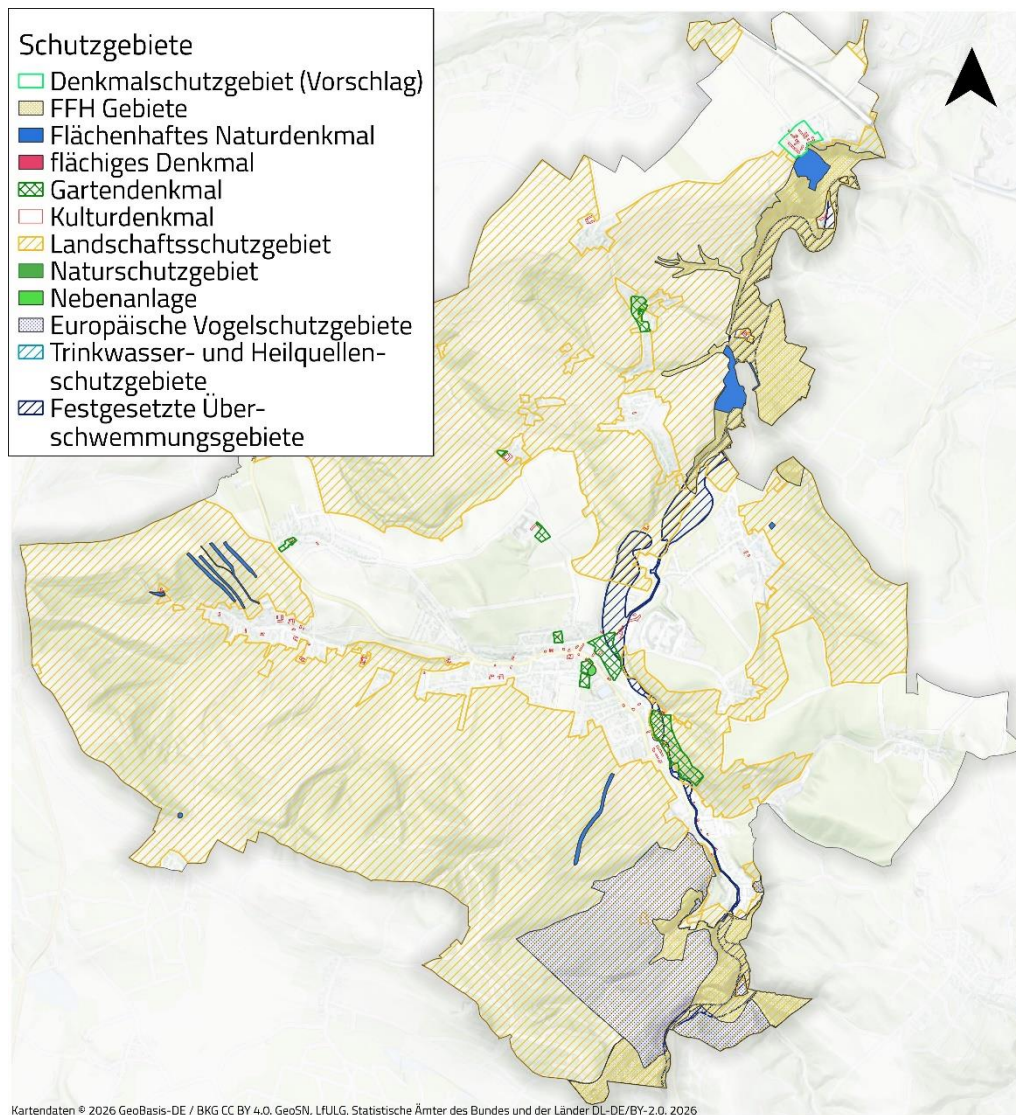 Schutzgebiete
Denkmalschutzgebiet (Vorschlag)
FFH Gebiete
Flächenhaftes Naturdenkmal
flächiges Denkmal
Gartendenkmal
Kulturdenkmal
Landschaftsschutzgebiet
Naturschutzgebiet
Nebenanlage
Europäische Vogelschutzgebiete
Trinkwasser- und Heilquellen-
schutzgebiete
Festgesetzte Über-
schwemmungsgebiete
Kartendaten © 2026 GeoBasis-DE / BKG CC BY 4.0, GeoSN, LfULG, Statistische Ämter des Bundes und der Länder DL-DE/BY-2.0, 2026